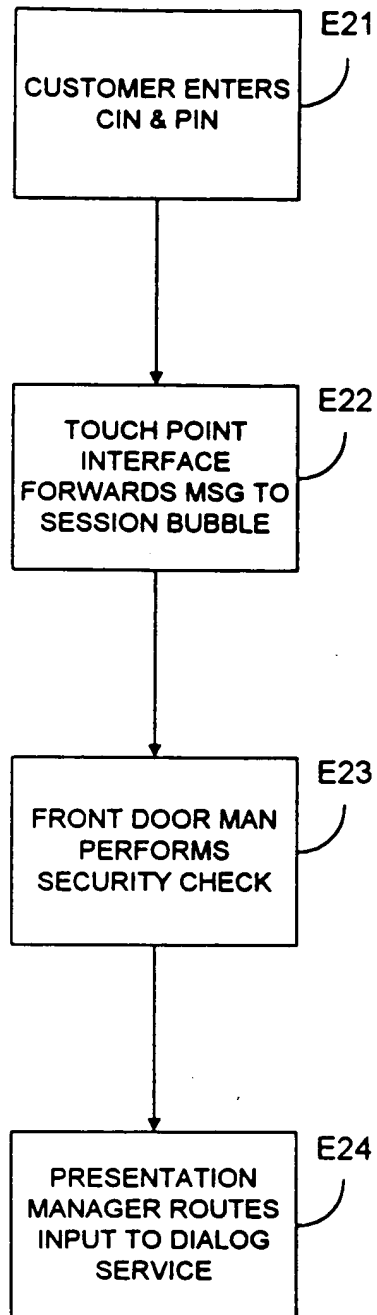 E21
CUSTOMER ENTERS
CIN & PIN
E22
TOUCH POINT
INTERFACE
FORWARDS MSG TO
SESSION BUBBLE
E23
FRONT DOOR MAN
PERFORMS
SECURITY CHECK
E24
PRESENTATION
MANAGER ROUTES
INPUT TO DIALOG
SERVICE